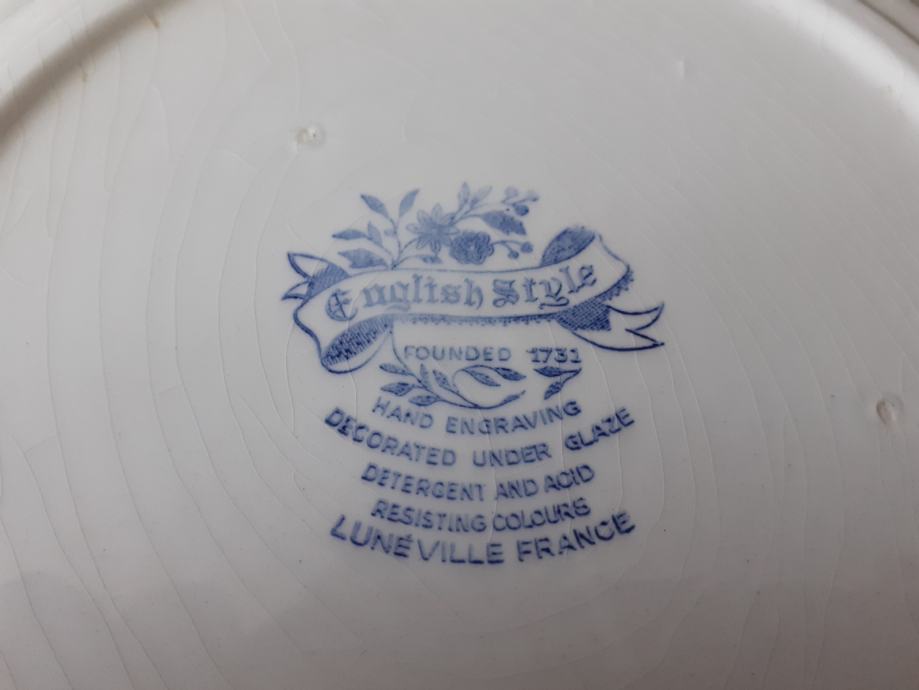 English Style
FOUNDED 1731
HAND ENGRAVING
DECORATED UNDER GLAZE
DETERGENT AND ACID
RESISTING COLOURS
LUNÉVILLE FRANCE